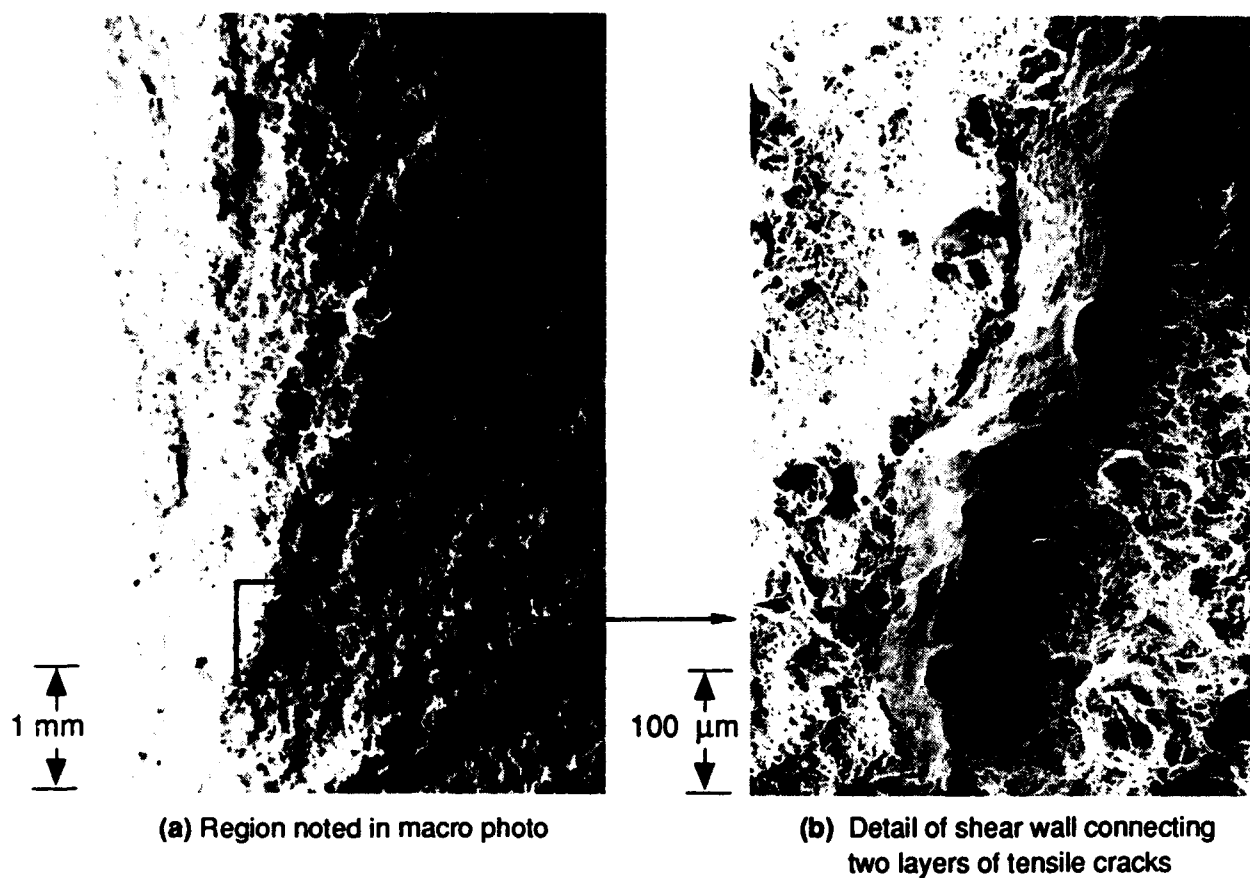 1 mm
100 μm
(a) Region noted in macro photo
(b) Detail of shear wall connecting
two layers of tensile cracks